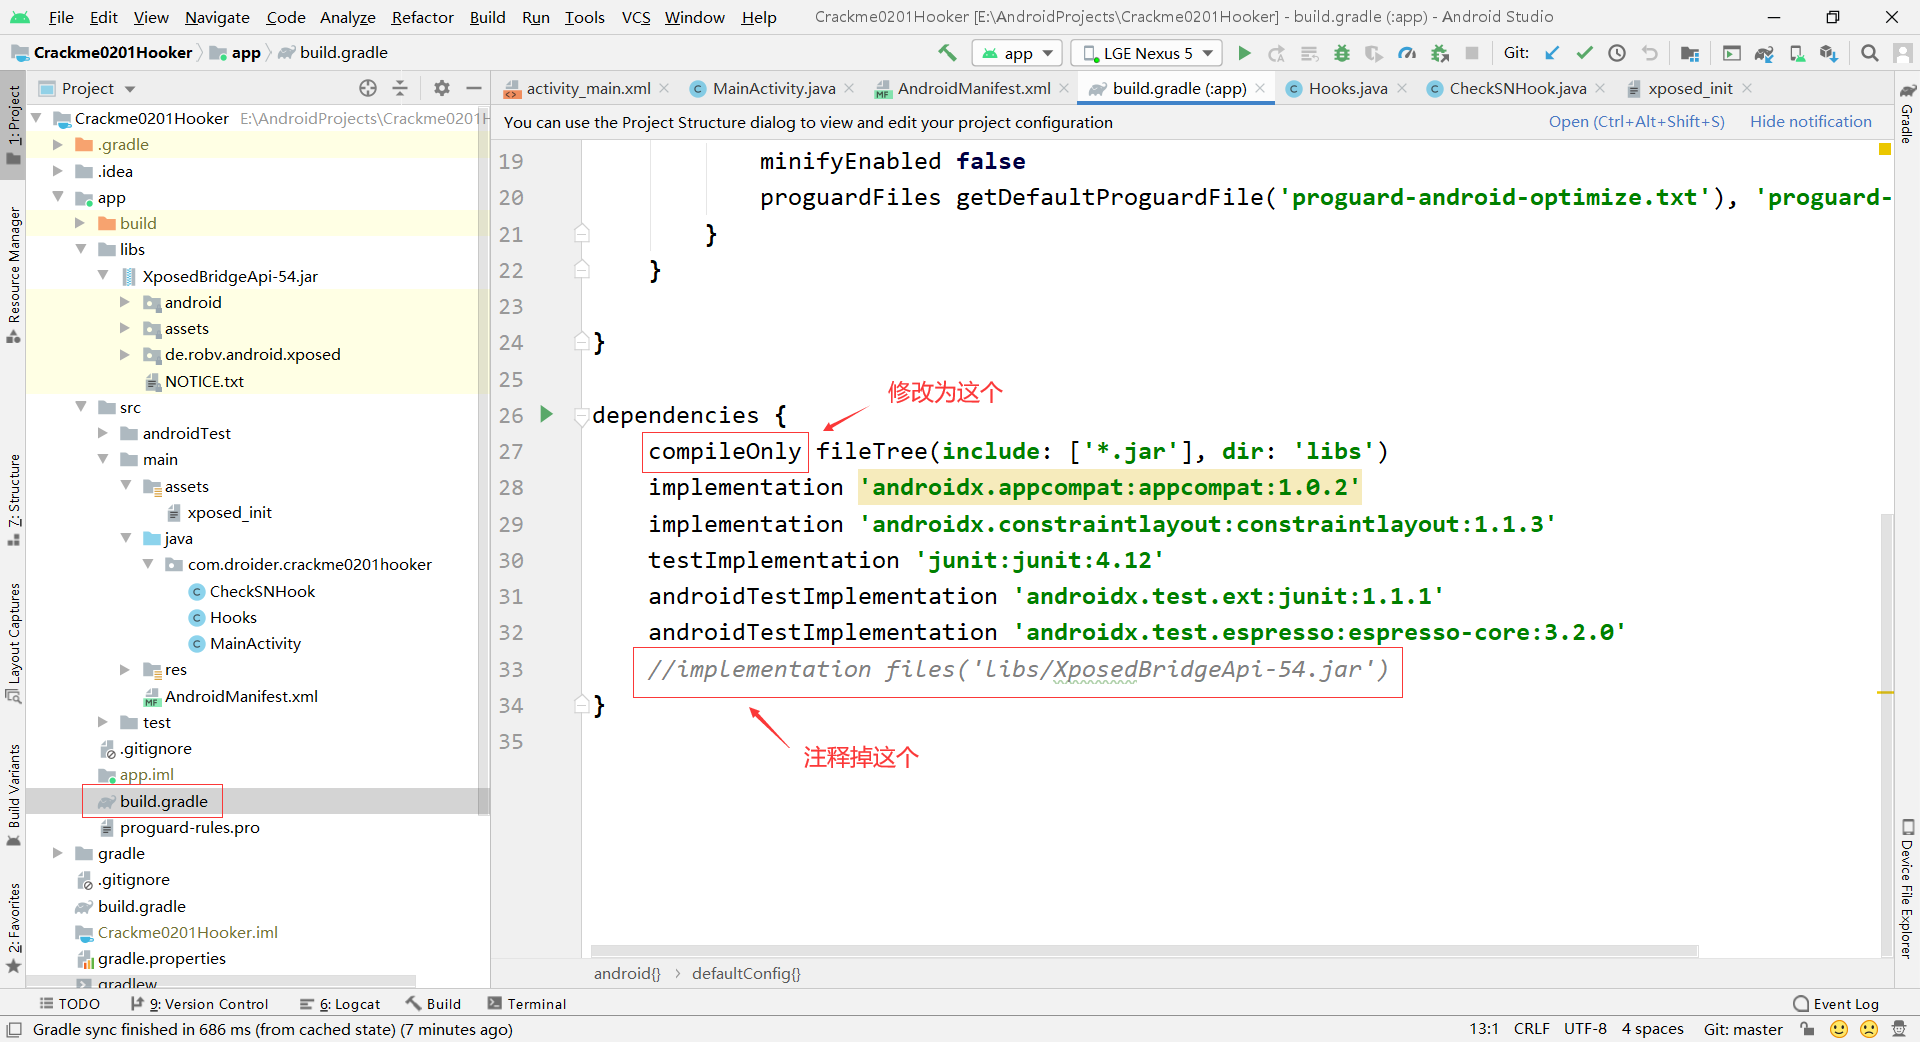 File Edit View Navigate Code Analyze Refactor Build Run Tools VCS Window Help Crackme0201Hooker [E:\AndroidProjects\Crackme0201Hooker] - build.gradle (:app) - Android Studio
Crackme0201Hooker app build.gradle app LGE Nexus 5 Git:
Project
activity_main.xml MainActivity.java AndroidManifest.xml build.gradle (:app) Hooks.java CheckSNHook.java xposed_init
You can use the Project Structure dialog to view and edit your project configuration Open (Ctrl+Alt+Shift+S) Hide notification
1: Project
Resource Manager
7: Structure
Layout Captures
Build Variants
2: Favorites
Crackme0201Hooker E:\AndroidProjects\Crackme0201H
.gradle
.idea
app
build
libs
XposedBridgeApi-54.jar
android
assets
de.robv.android.xposed
NOTICE.txt
src
androidTest
main
assets
xposed_init
java
com.droider.crackme0201hooker
CheckSNHook
Hooks
MainActivity
res
AndroidManifest.xml
test
.gitignore
app.iml
build.gradle
proguard-rules.pro
gradle
.gitignore
build.gradle
Crackme0201Hooker.iml
gradle.properties
gradlew
19 minifyEnabled false
20 proguardFiles getDefaultProguardFile('proguard-android-optimize.txt'), 'proguard-
21 }
22 }
23
24 }
25
修改为这个
26 dependencies {
27 compileOnly fileTree(include: ['*.jar'], dir: 'libs')
28 implementation 'androidx.appcompat:appcompat:1.0.2'
29 implementation 'androidx.constraintlayout:constraintlayout:1.1.3'
30 testImplementation 'junit:junit:4.12'
31 androidTestImplementation 'androidx.test.ext:junit:1.1.1'
32 androidTestImplementation 'androidx.test.espresso:espresso-core:3.2.0'
33 //implementation files('libs/XposedBridgeApi-54.jar')
34 }
35
注释掉这个
android{} › defaultConfig{}
Gradle
Device File Explorer
TODO 9: Version Control 6: Logcat Build Terminal Event Log
Gradle sync finished in 686 ms (from cached state) (7 minutes ago) 13:1 CRLF UTF-8 4 spaces Git: master